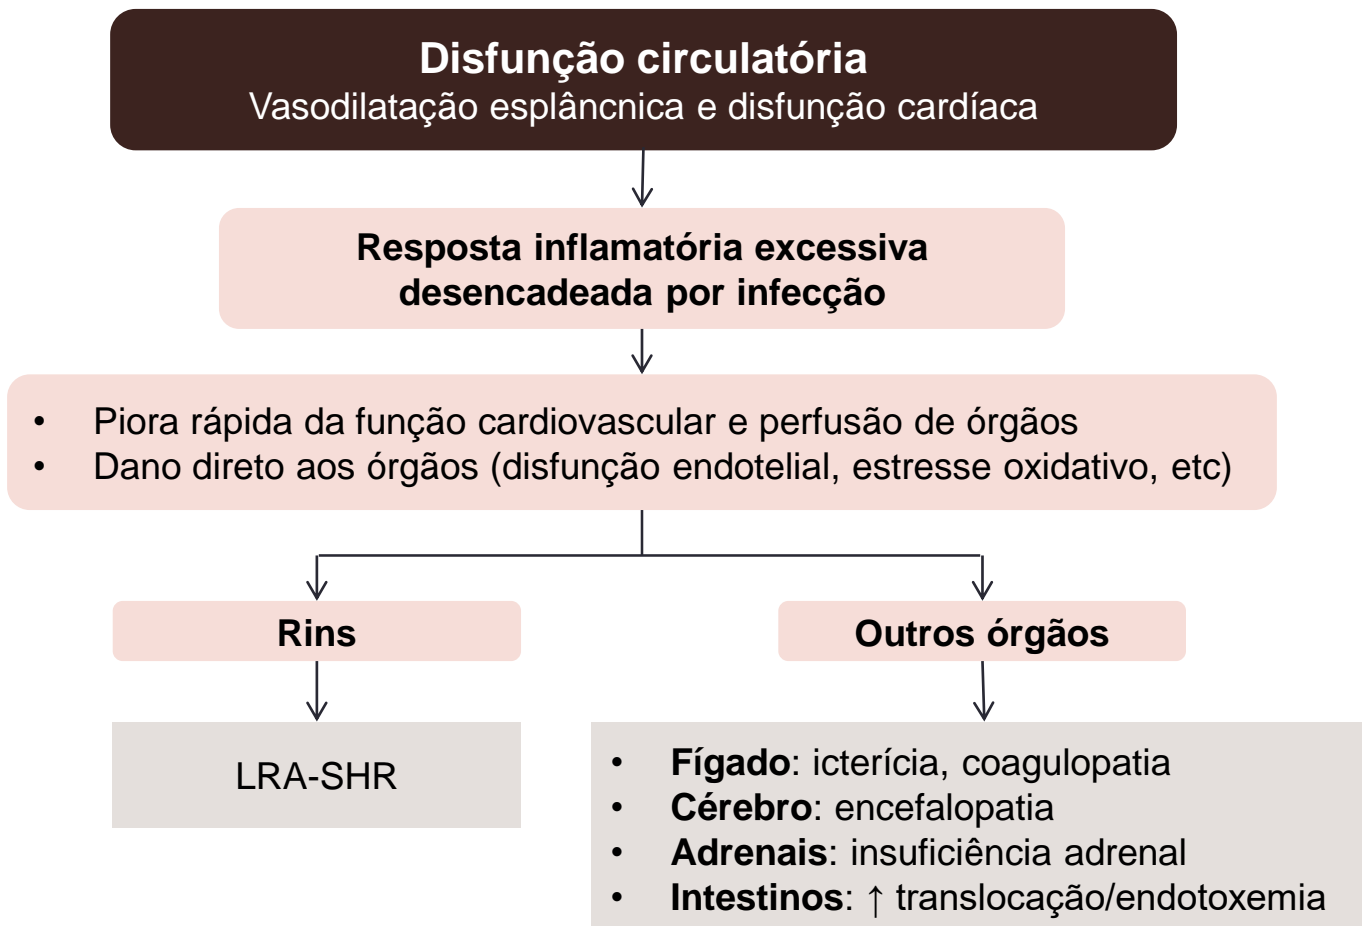 Disfunção circulatória
Vasodilatação esplâncnica e disfunção cardíaca
Resposta inflamatória excessiva
desencadeada por infecção
• Piora rápida da função cardiovascular e perfusão de órgãos
• Dano direto aos órgãos (disfunção endotelial, estresse oxidativo, etc)
Rins
Outros órgãos
LRA-SHR
• Fígado: icterícia, coagulopatia
• Cérebro: encefalopatia
• Adrenais: insuficiência adrenal
• Intestinos: ↑ translocação/endotoxemia